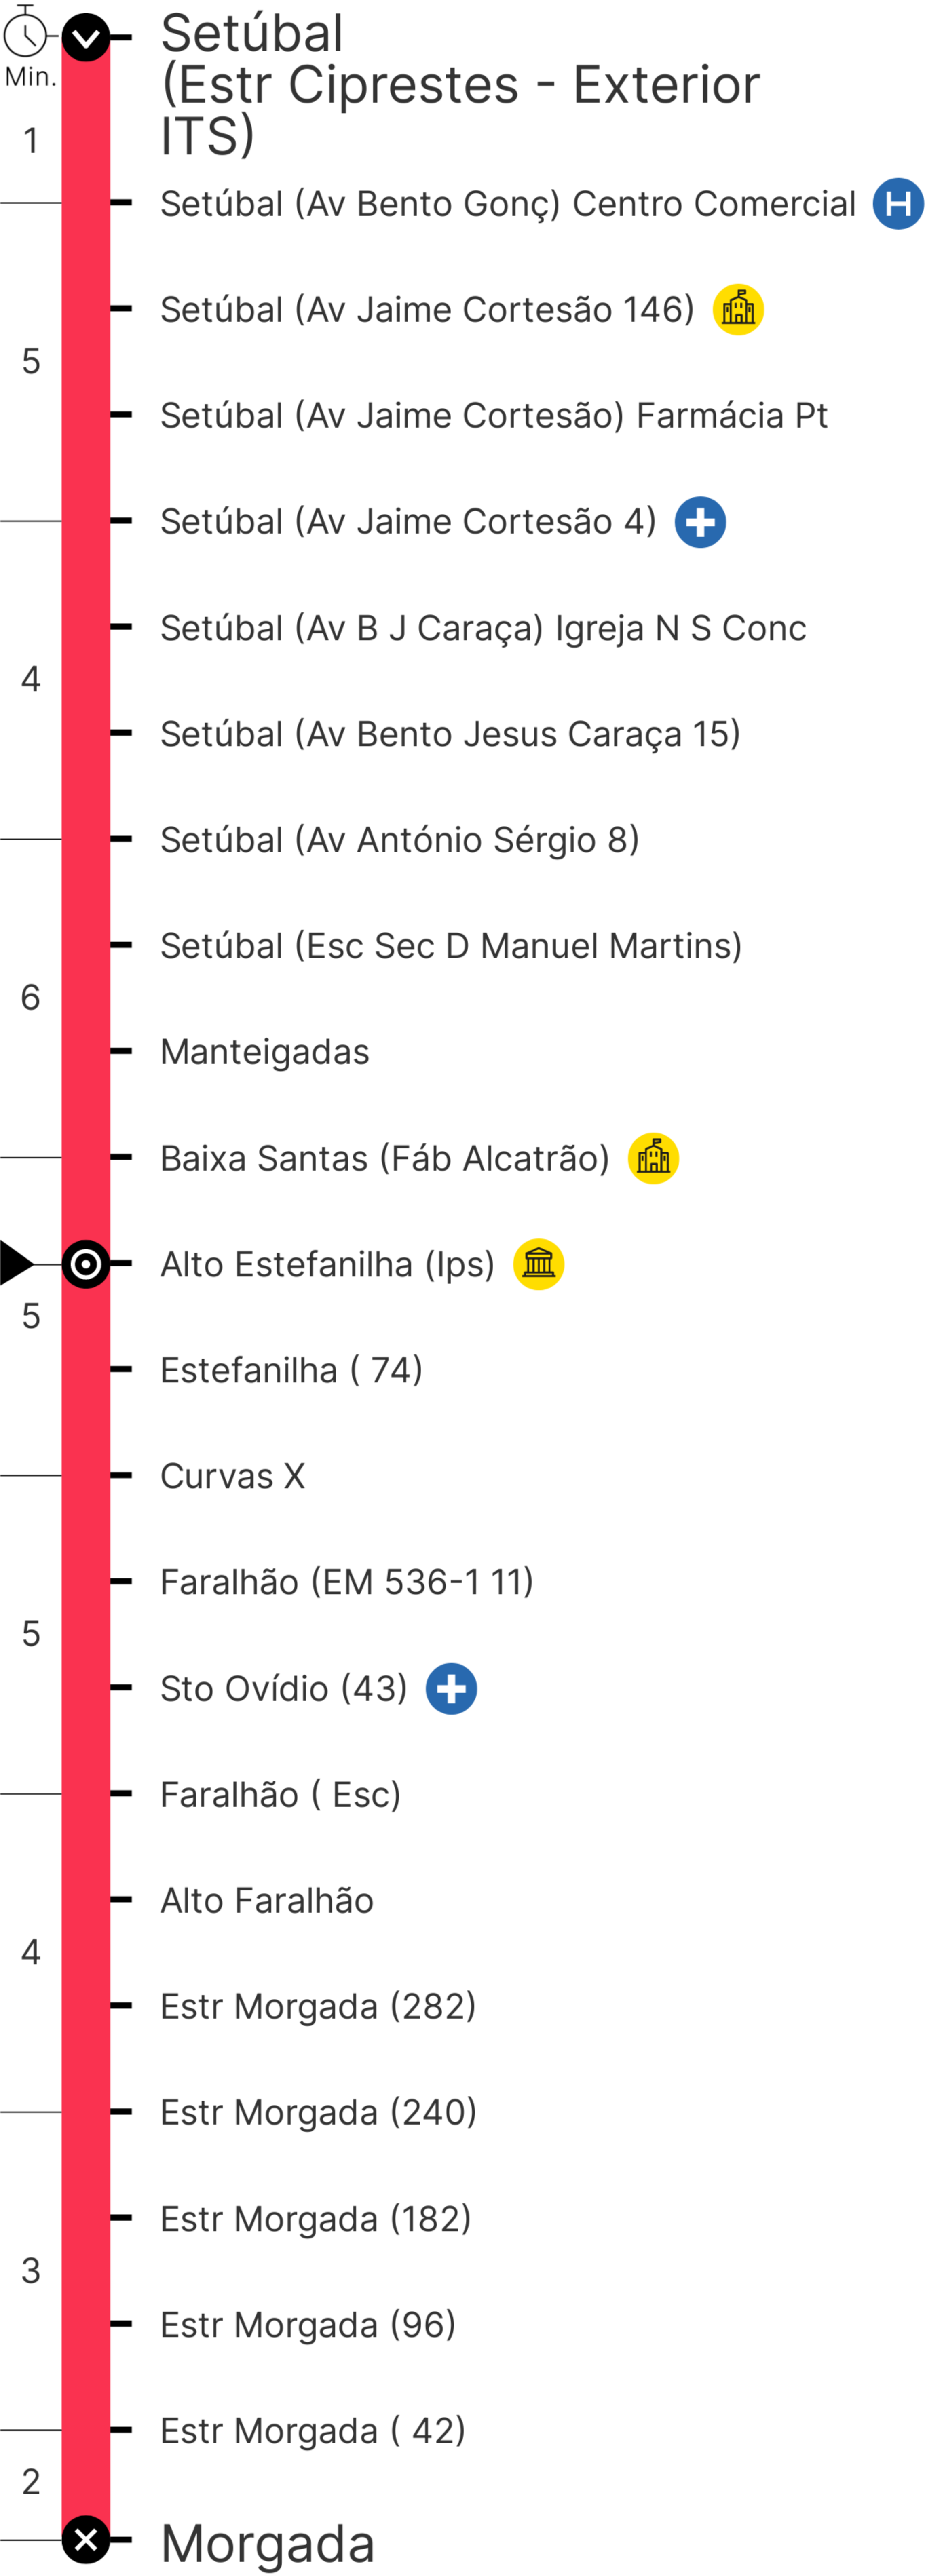 Setúbal
(Estr Ciprestes - Exterior
ITS)
Min.
1
Setúbal (Av Bento Gonç) Centro Comercial H
Setúbal (Av Jaime Cortesão 146)
5
Setúbal (Av Jaime Cortesão) Farmácia Pt
Setúbal (Av Jaime Cortesão 4)
Setúbal (Av B J Caraça) Igreja N S Conc
4
Setúbal (Av Bento Jesus Caraça 15)
Setúbal (Av António Sérgio 8)
Setúbal (Esc Sec D Manuel Martins)
6
Manteigadas
Baixa Santas (Fáb Alcatrão)
Alto Estefanilha (Ips)
5
Estefanilha ( 74)
Curvas X
Faralhão (EM 536-1 11)
5
Sto Ovídio (43)
Faralhão ( Esc)
Alto Faralhão
4
Estr Morgada (282)
Estr Morgada (240)
Estr Morgada (182)
3
Estr Morgada (96)
Estr Morgada ( 42)
2
Morgada